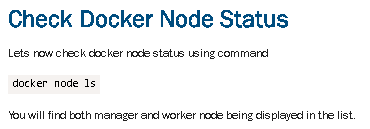 Check Docker Node Status
Lets now check docker node status using command
docker node ls
You will find both manager and worker node being displayed in the list.